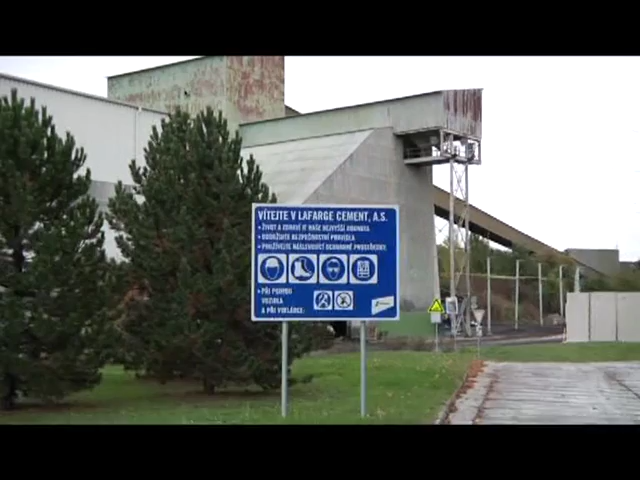 VÍTEJTE V LAFARGE CEMENT, A.S.
• ŽIVOT A ZDRAVÍ JE NAŠE NEJVYŠŠÍ HODNOTA
• DODRŽUJTE BEZPEČNOSTNÍ PRAVIDLA
• POUŽÍVEJTE NÁSLEDUJÍCÍ OCHRANNÉ PROSTŘEDKY:
• PŘI POHYBU
VOZIDLA
A PŘI VYKLÁDCE: